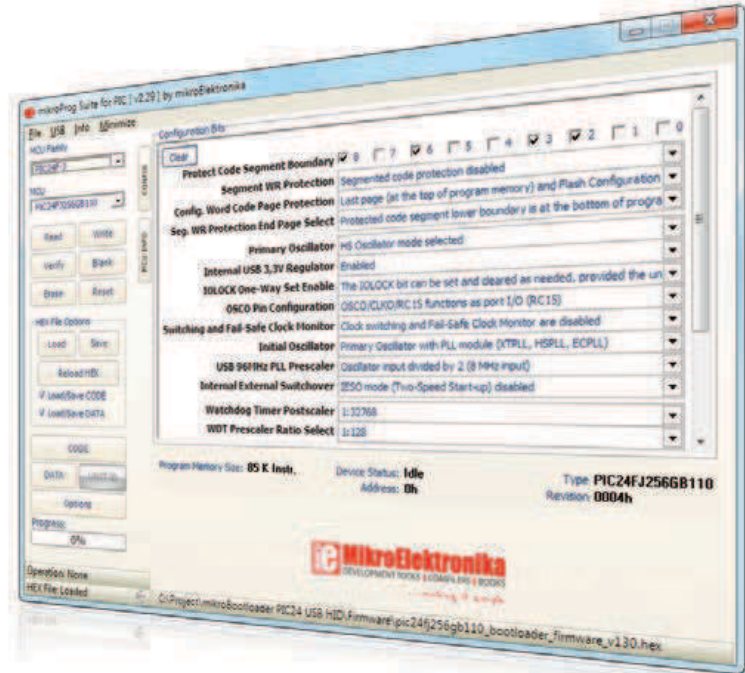 mikroProg Suite for PIC [ v2.29 ] by mikroElektronika
File USB Info Minimize
MCU Family
PIC24F-J
MCU
PIC24FJ256GB110
Read Write
Verify Blank
Erase Reset
HEX File Options
Load Save
Reload HEX
Load/Save CODE
Load/Save DATA
CODE
DATA
Options
Progress:
0%
Operation: None
HEX File: Loaded
CONFIG
MCU INFO
Configuration Bits
Clear
Protect Code Segment Boundary 8 7 6 5 4 3 2 1 0
Segment WR Protection Segmented code protection disabled
Config. Word Code Page Protection Last page (at the top of program memory) and Flash Configuration
Seg. WR Protection End Page Select Protected code segment lower boundary is at the bottom of progra
Primary Oscillator HS Oscillator mode selected
Internal USB 3.3V Regulator Enabled
IOLOCK One-Way Set Enable The IOLOCK bit can be set and cleared as needed, provided the un
OSCO Pin Configuration OSCO/CLKO/RC15 functions as port I/O (RC15)
Switching and Fail-Safe Clock Monitor Clock switching and Fail-Safe Clock Monitor are disabled
Initial Oscillator Primary Oscillator with PLL module (XTPLL, HSPLL, ECPLL)
USB 96MHz PLL Prescaler Oscillator input divided by 2 (8 MHz input)
Internal External Switchover IESO mode (Two-Speed Start-up) disabled
Watchdog Timer Postscaler 1:32768
WDT Prescaler Ratio Select 1:128
Program Memory Size: 85 K Instr.
Device Status: Idle
Address: 0h
Type PIC24FJ256GB110
Revision 0004h
MikroElektronika
DEVELOPMENT TOOLS | COMPILERS | BOOKS
C:\Project\mikroBootloader PIC24 USB HID\Firmware\pic24fj256gb110_bootloader_firmware_v130.hex